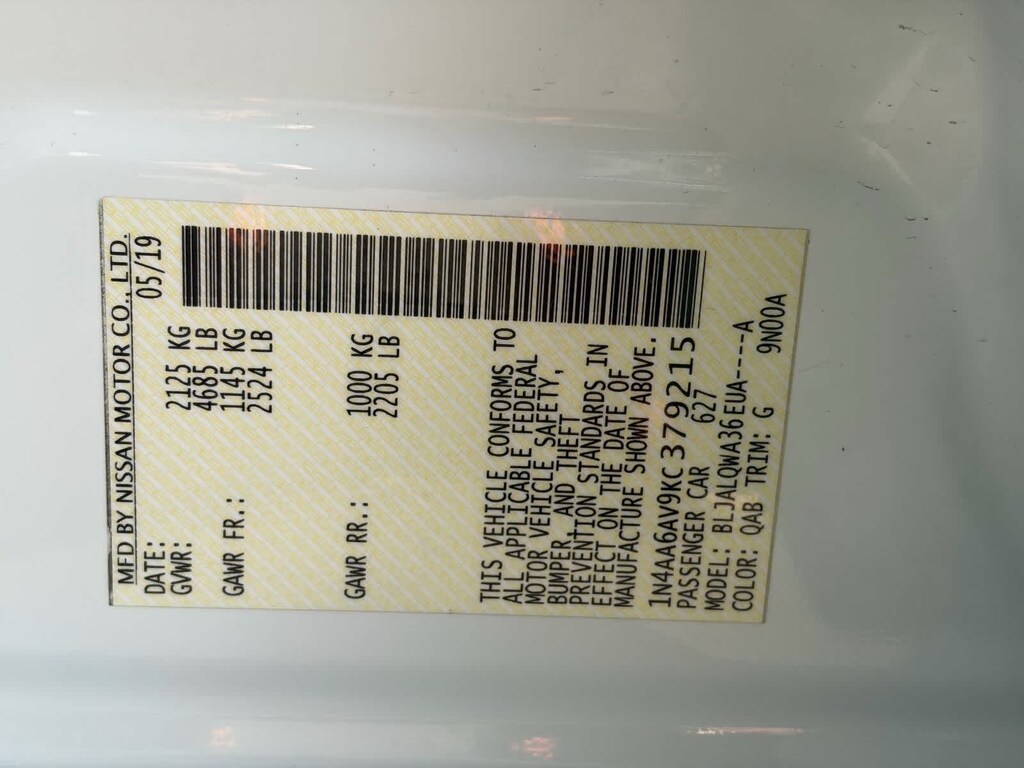 MFD BY NISSAN MOTOR CO., LTD.
DATE: 05/19
GVWR: 2125 KG
4685 LB
GAWR FR.: 1145 KG
2524 LB
GAWR RR.: 1000 KG
2205 LB
THIS VEHICLE CONFORMS TO
ALL APPLICABLE FEDERAL
MOTOR VEHICLE SAFETY,
BUMPER, AND THEFT
PREVENTION STANDARDS IN
EFFECT ON THE DATE OF
MANUFACTURE SHOWN ABOVE.
1N4AA6AV9KC379215
PASSENGER CAR 627
MODEL: BLJALQWA36EUA----A
COLOR: QAB TRIM: G 9N00A